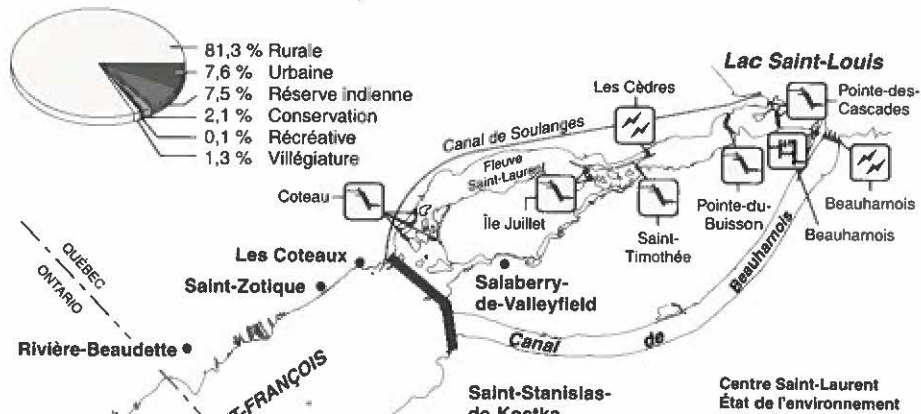 81,3 % Rurale
7,6 % Urbaine
7,5 % Réserve indienne
2,1 % Conservation
0,1 % Récréative
1,3 % Villégiature
Lac Saint-Louis
Les Cèdres
Pointe-des-
Cascades
Canal de Soulanges
Fleuve
Saint-Laurent
Coteau
Île Juillet
Saint-
Timothée
Pointe-du-
Buisson
Beauharnois
Beauharnois
QUÉBEC
ONTARIO
Les Coteaux
Saint-Zotique
Salaberry-
de-Valleyfield
Canal de Beauharnois
Rivière-Beaudette
T-FRANÇOIS
Saint-Stanislas-
de-Kostka
Centre Saint-Laurent
État de l'environnement